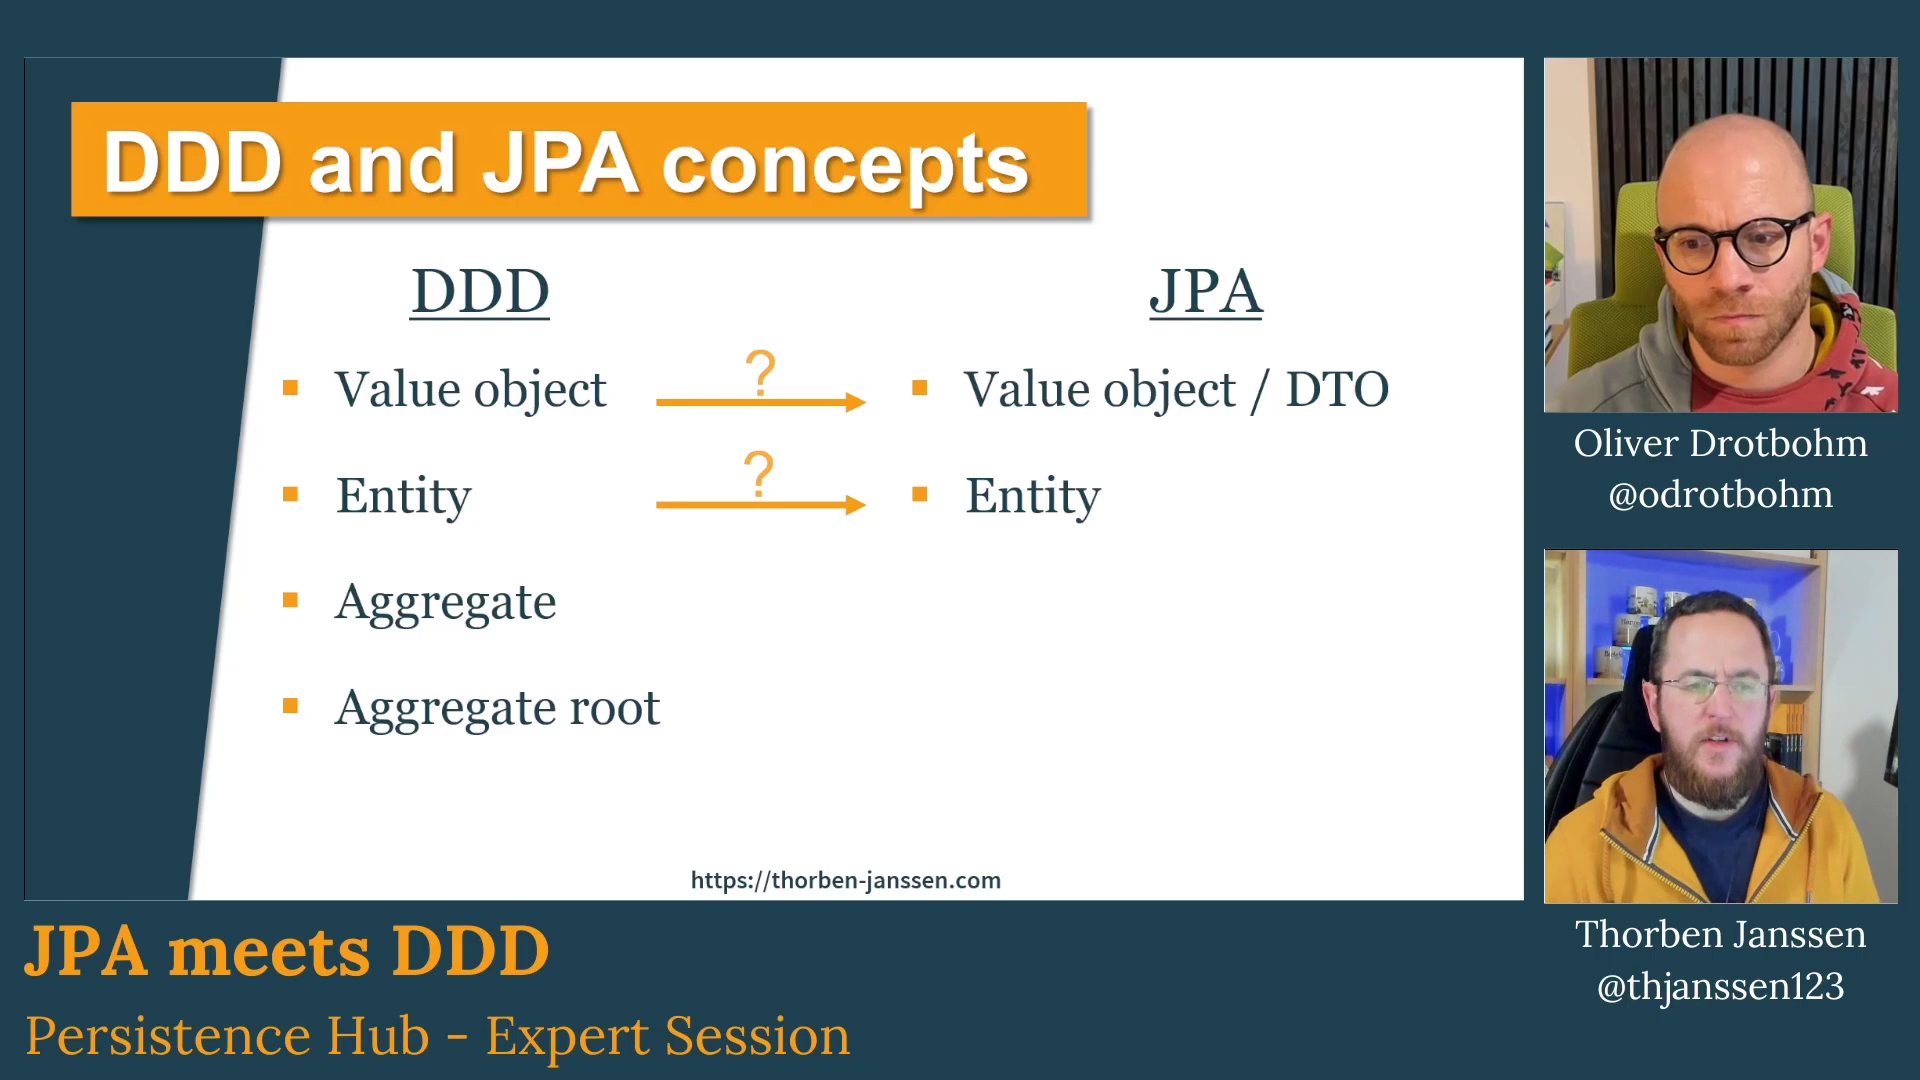 DDD and JPA concepts
DDD
JPA
Value object
?
Value object / DTO
Entity
?
Entity
Aggregate
Aggregate root
https://thorben-janssen.com
Oliver Drotbohm
@odrotbohm
Thorben Janssen
@thjanssen123
JPA meets DDD
Persistence Hub - Expert Session